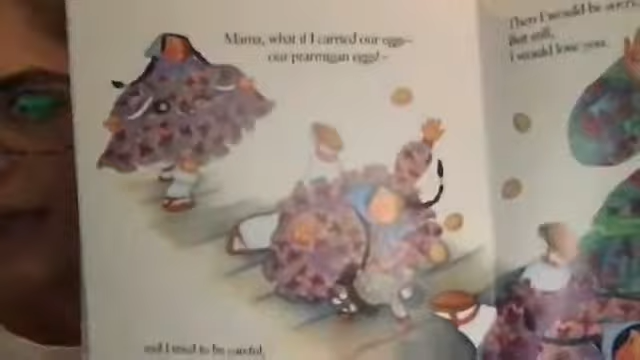 Mama, what if I carried our eggs–
our ptarmigan eggs! –
and I tried to be careful,
Then I would be
But still,
I would love you.